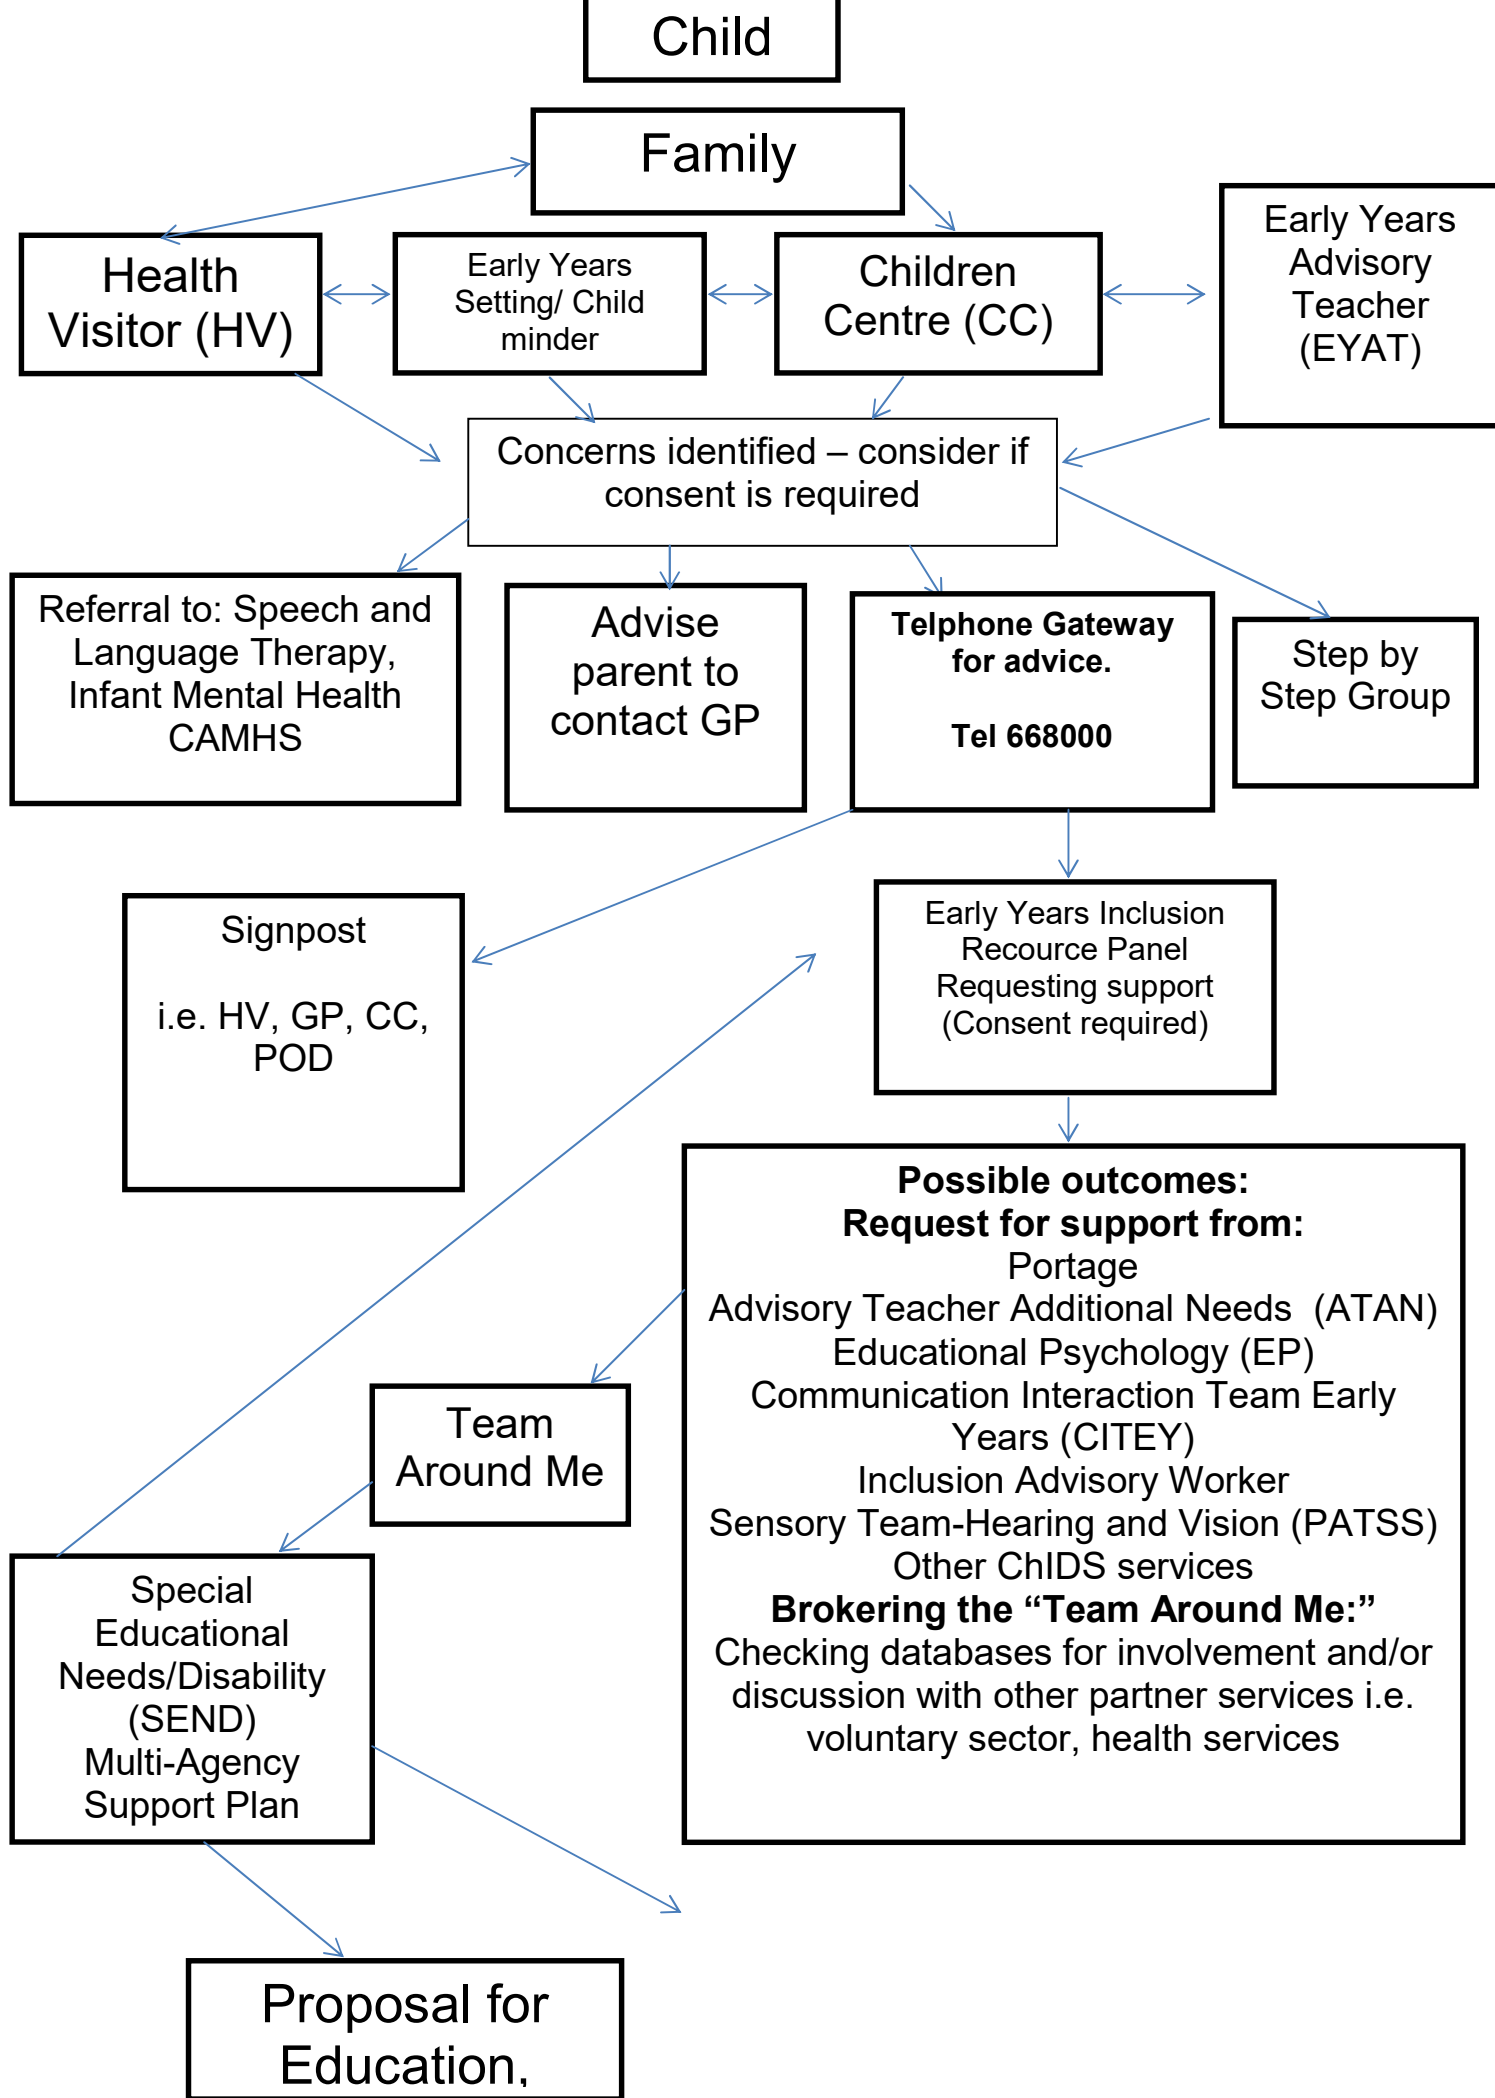 Child
Family
Health
Visitor (HV)
Early Years
Setting/ Child
minder
Children
Centre (CC)
Early Years
Advisory
Teacher
(EYAT)
Concerns identified – consider if
consent is required
Referral to: Speech and
Language Therapy,
Infant Mental Health
CAMHS
Advise
parent to
contact GP
Telphone Gateway
for advice.
Tel 668000
Step by
Step Group
Signpost
i.e. HV, GP, CC,
POD
Early Years Inclusion
Recource Panel
Requesting support
(Consent required)
Possible outcomes:
Request for support from:
Portage
Advisory Teacher Additional Needs  (ATAN)
Educational Psychology (EP)
Communication Interaction Team Early
Years (CITEY)
Inclusion Advisory Worker
Sensory Team-Hearing and Vision (PATSS)
Other ChIDS services
Brokering the “Team Around Me:”
Checking databases for involvement and/or
discussion with other partner services i.e.
voluntary sector, health services
Team
Around Me
Special
Educational
Needs/Disability
(SEND)
Multi-Agency
Support Plan
Proposal for
Education,